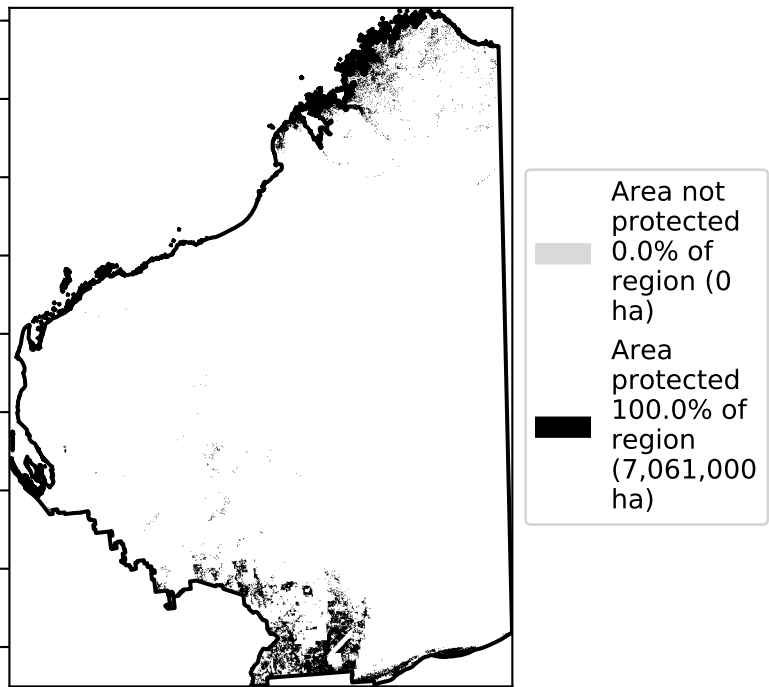 Area not
protected
0.0% of
region (0
ha)
Area
protected
100.0% of
region
(7,061,000
ha)